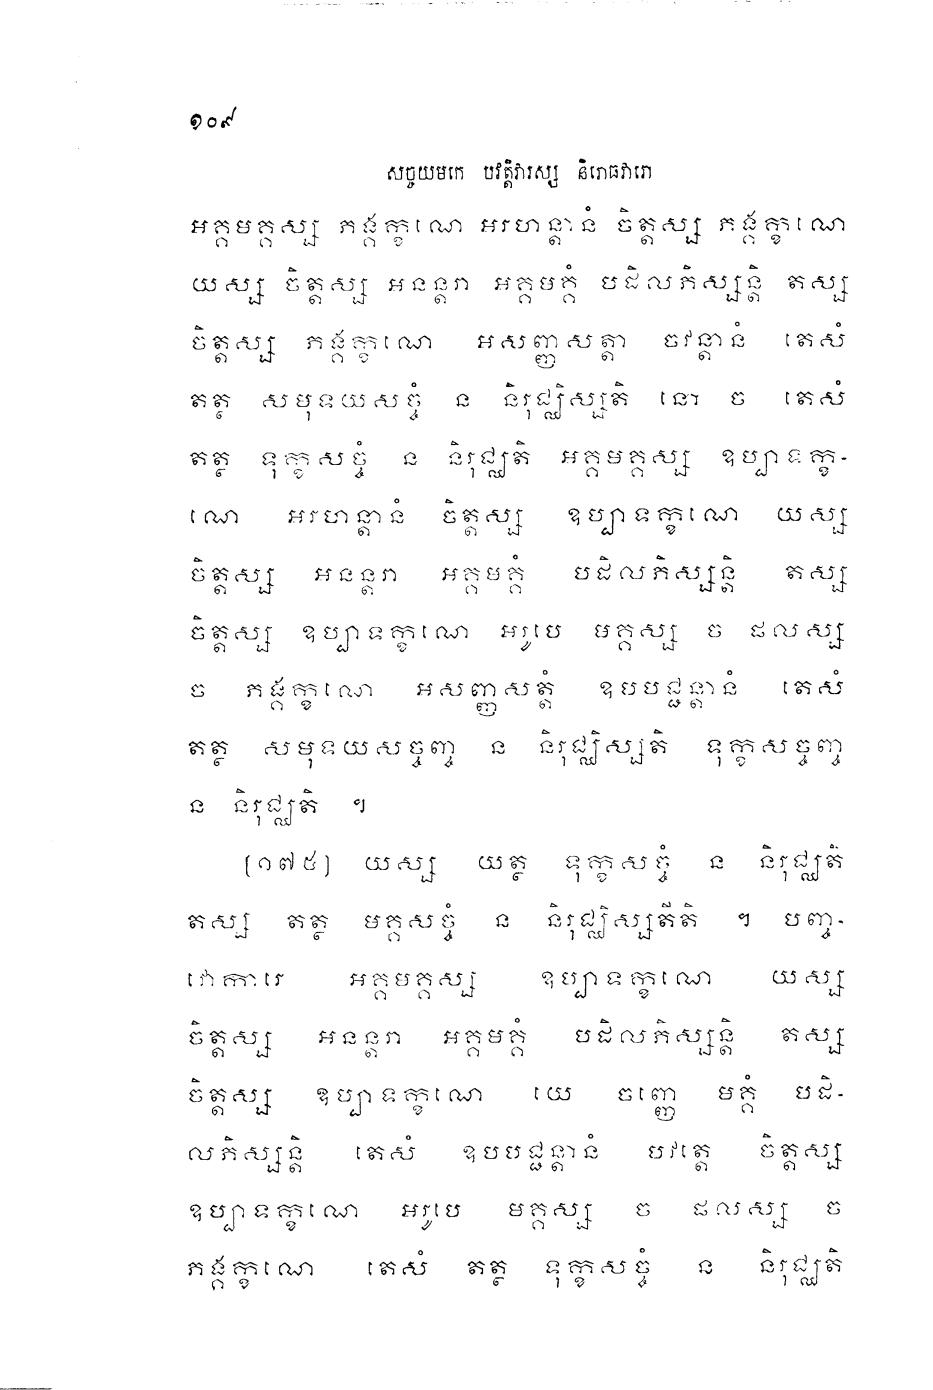 ១០៩
សច្ចយមកេ បវត្តិវារស្ស និរោធវារោ
អគ្គមគ្គស្ស ភង្គក្ខណេ អរហន្តានំ ចិត្តស្ស ភង្គក្ខណេ
យស្ស ចិត្តស្ស អនន្តរា អគ្គមគ្គំ បដិលភិស្សន្តិ តស្ស
ចិត្តស្ស ភង្គក្ខណេ អសញ្ញសត្តា ចវន្តានំ តេសំ
តត្ថ សមុទយសច្ចំ ន និរុជ្ឈិស្សតិ នោ ច តេសំ
តត្ថ ទុក្ខសច្ចំ ន និរុជ្ឈតិ អគ្គមគ្គស្ស ឧប្បាទក្ខ-
ណេ អរហន្តានំ ចិត្តស្ស ឧប្បាទក្ខណេ យស្ស
ចិត្តស្ស អនន្តរា អគ្គមគ្គំ បដិលភិស្សន្តិ តស្ស
ចិត្តស្ស ឧប្បាទក្ខណេ អរូបេ មគ្គស្ស ច ផលស្ស
ច ភង្គក្ខណេ អសញ្ញសត្តំ ឧបបជ្ជន្តានំ តេសំ
តត្ថ សមុទយសច្ចញ្ច ន និរុជ្ឈិស្សតិ ទុក្ខសច្ចញ្ច
ន និរុជ្ឈតិ ។
[១៧៥] យស្ស យត្ថ ទុក្ខសច្ចំ ន និរុជ្ឈតិ
តស្ស តត្ថ មគ្គសច្ចំ ន និរុជ្ឈិស្សតីតិ ។ បញ្ច-
វោការេ អគ្គមគ្គស្ស ឧប្បាទក្ខណេ យស្ស
ចិត្តស្ស អនន្តរា អគ្គមគ្គំ បដិលភិស្សន្តិ តស្ស
ចិត្តស្ស ឧប្បាទក្ខណេ យេ ចញ្ញេ មគ្គំ បដិ-
លភិស្សន្តិ តេសំ ឧបបជ្ជន្តានំ បវត្តេ ចិត្តស្ស
ឧប្បាទក្ខណេ អរូបេ មគ្គស្ស ច ផលស្ស ច
ភង្គក្ខណេ តេសំ តត្ថ ទុក្ខសច្ចំ ន និរុជ្ឈតិ